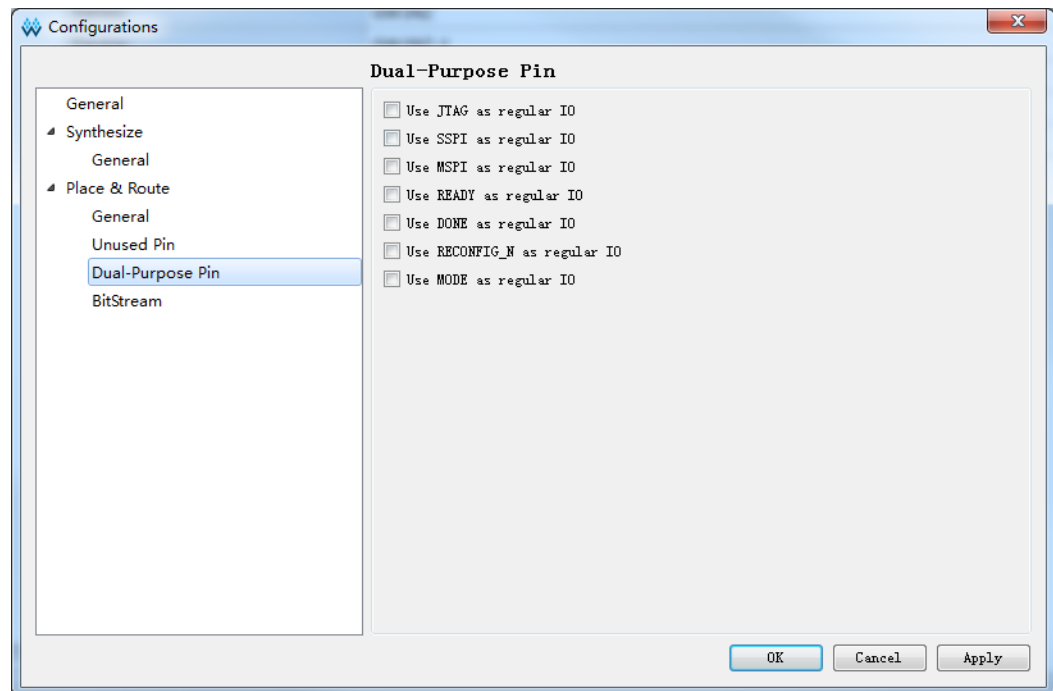 Configurations
Dual-Purpose Pin
General
Synthesize
General
Place & Route
General
Unused Pin
Dual-Purpose Pin
BitStream
Use JTAG as regular IO
Use SSPI as regular IO
Use MSPI as regular IO
Use READY as regular IO
Use DONE as regular IO
Use RECONFIG_N as regular IO
Use MODE as regular IO
OK
Cancel
Apply